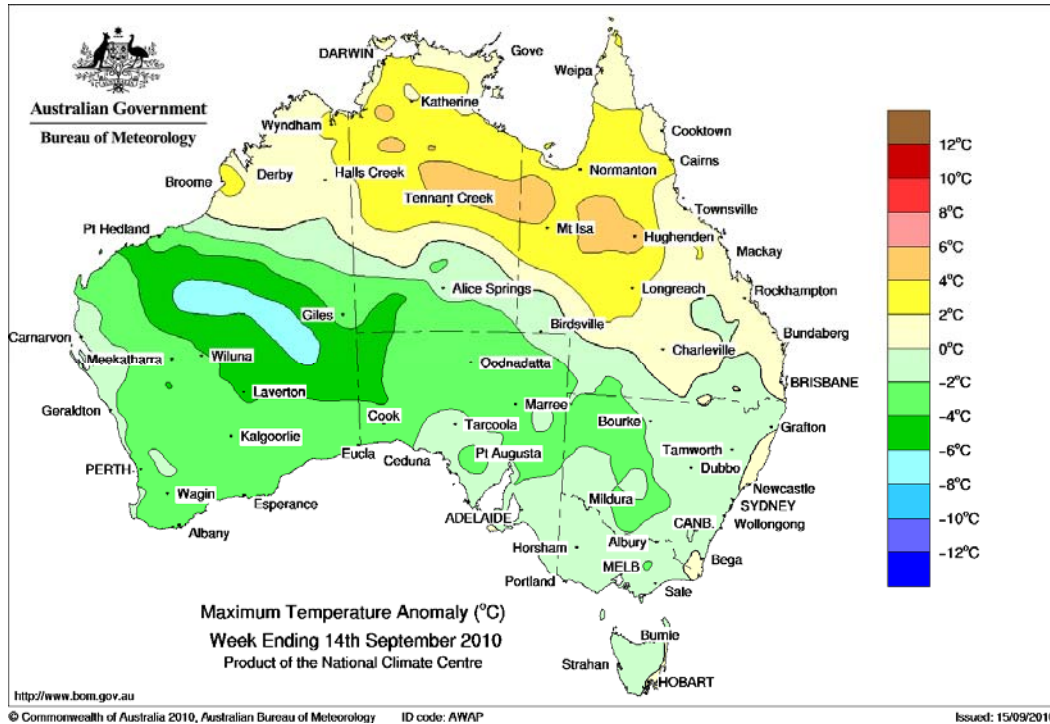 Australian Government
Bureau of Meteorology
DARWIN
Gove
Weipa
Katherine
Wyndham
Cooktown
Cairns
Broome
Derby
Halls Creek
Normanton
Tennant Creek
Townsville
Pt Hedland
Mt Isa
Hughenden
Mackay
Alice Springs
Longreach
Rockhampton
Giles
Birdsville
Bundaberg
Carnarvon
Meekatharra
Wiluna
Oodnadatta
Charleville
BRISBANE
Laverton
Geraldton
Cook
Marree
Bourke
Grafton
Kalgoorlie
Tarcoola
Eucla
Ceduna
Pt Augusta
Tamworth
Dubbo
PERTH
Wagin
Esperance
Mildura
Newcastle
SYDNEY
Wollongong
Albany
ADELAIDE
CANB.
Horsham
Albury
Bega
Portland
MELB
Sale
Burnie
Strahan
HOBART
12°C
10°C
8°C
6°C
4°C
2°C
0°C
-2°C
-4°C
-6°C
-8°C
-10°C
-12°C
Maximum Temperature Anomaly (°C)
Week Ending 14th September 2010
Product of the National Climate Centre
http://www.bom.gov.au
© Commonwealth of Australia 2010, Australian Bureau of Meteorology ID code: AWAP Issued: 15/09/2010